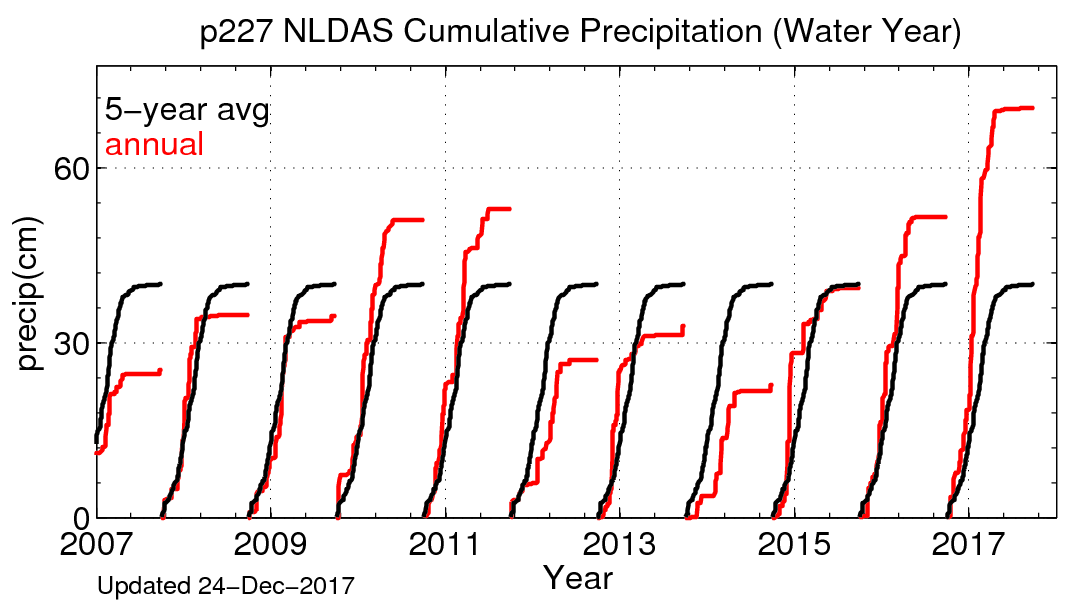 p227 NLDAS Cumulative Precipitation (Water Year)
5−year avg
annual
60
30
0
precip(cm)
2007 2009 2011 2013 2015 2017
Year
Updated 24−Dec−2017